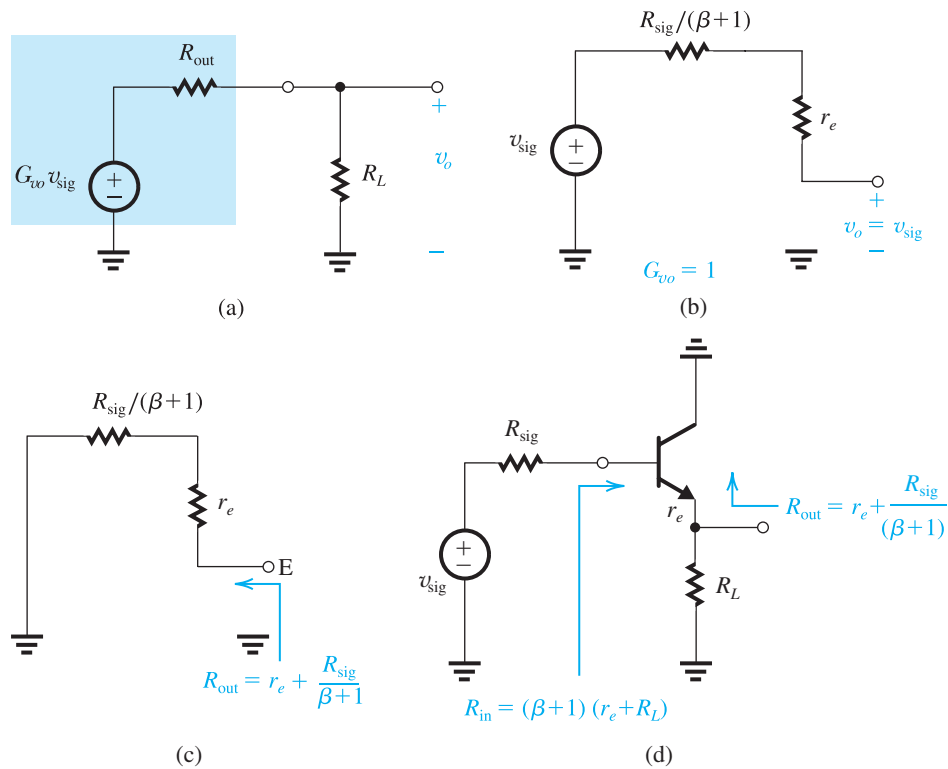 R_out
G_vo v_sig
+
−
R_L
+
v_o
−
(a)
R_sig/(β+1)
v_sig
+
−
r_e
+
v_o = v_sig
−
G_vo = 1
(b)
R_sig/(β+1)
r_e
E
R_out = r_e + R_sig/β+1
(c)
R_sig
v_sig
+
−
r_e
R_out = r_e + R_sig/(β+1)
R_L
R_in = (β+1) (r_e+R_L)
(d)